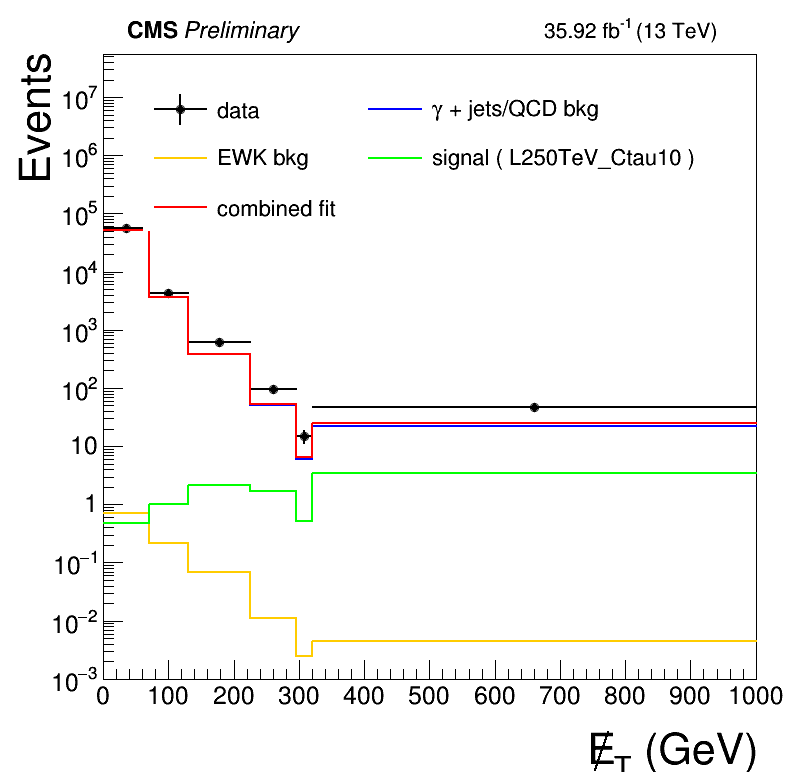 CMS Preliminary 35.92 fb⁻¹ (13 TeV)
Events
data
γ + jets/QCD bkg
EWK bkg
signal ( L250TeV_Ctau10 )
combined fit
10⁷
10⁶
10⁵
10⁴
10³
10²
10
1
10⁻¹
10⁻²
10⁻³
0 100 200 300 400 500 600 700 800 900 1000
E̸_T (GeV)